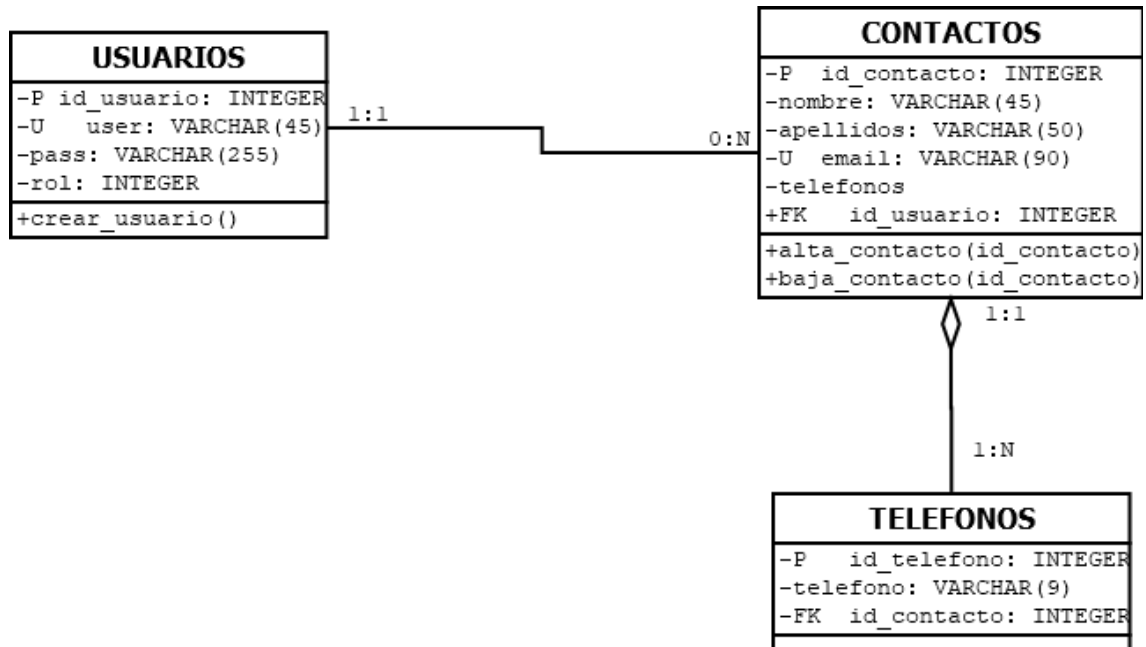 USUARIOS
-P id_usuario: INTEGER
-U user: VARCHAR(45)
-pass: VARCHAR(255)
-rol: INTEGER
+crear_usuario()
1:1
0:N
CONTACTOS
-P id_contacto: INTEGER
-nombre: VARCHAR(45)
-apellidos: VARCHAR(50)
-U email: VARCHAR(90)
-telefonos
+FK id_usuario: INTEGER
+alta_contacto(id_contacto)
+baja_contacto(id_contacto)
1:1
1:N
TELEFONOS
-P id_telefono: INTEGER
-telefono: VARCHAR(9)
-FK id_contacto: INTEGER